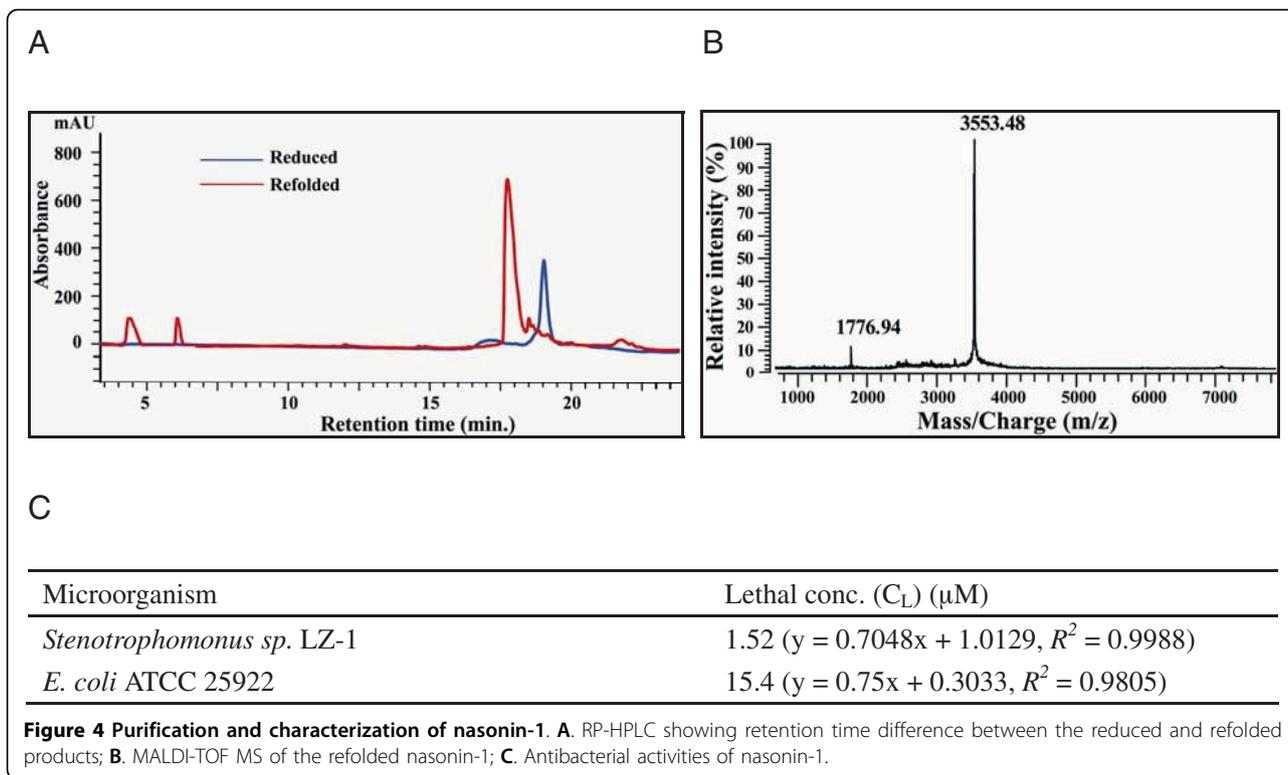 A
B
mAU
800
600
400
200
0
Absorbance
Reduced
Refolded
5 10 15 20
Retention time (min.)
3553.48
1776.94
100
90
80
70
60
50
40
30
20
10
0
Relative intensity (%)
1000 2000 3000 4000 5000 6000 7000
Mass/Charge (m/z)
C
Microorganism Lethal conc. (C_L) (µM)
Stenotrophomonus sp. LZ-1 1.52 (y = 0.7048x + 1.0129, R² = 0.9988)
E. coli ATCC 25922 15.4 (y = 0.75x + 0.3033, R² = 0.9805)
Figure 4 Purification and characterization of nasonin-1. A. RP-HPLC showing retention time difference between the reduced and refolded
products; B. MALDI-TOF MS of the refolded nasonin-1; C. Antibacterial activities of nasonin-1.